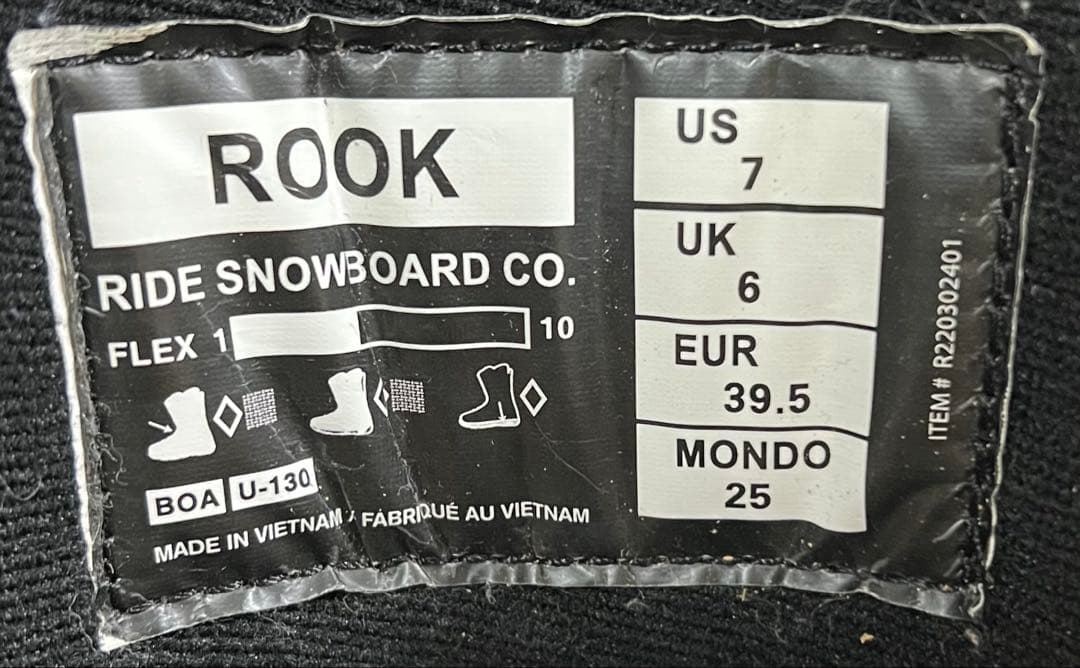 ROOK
RIDE SNOWBOARD CO.
FLEX 1 10
BOA U-130
MADE IN VIETNAM / FABRIQUÉ AU VIETNAM
US
7
UK
6
EUR
39.5
MONDO
25
ITEM # R220302401